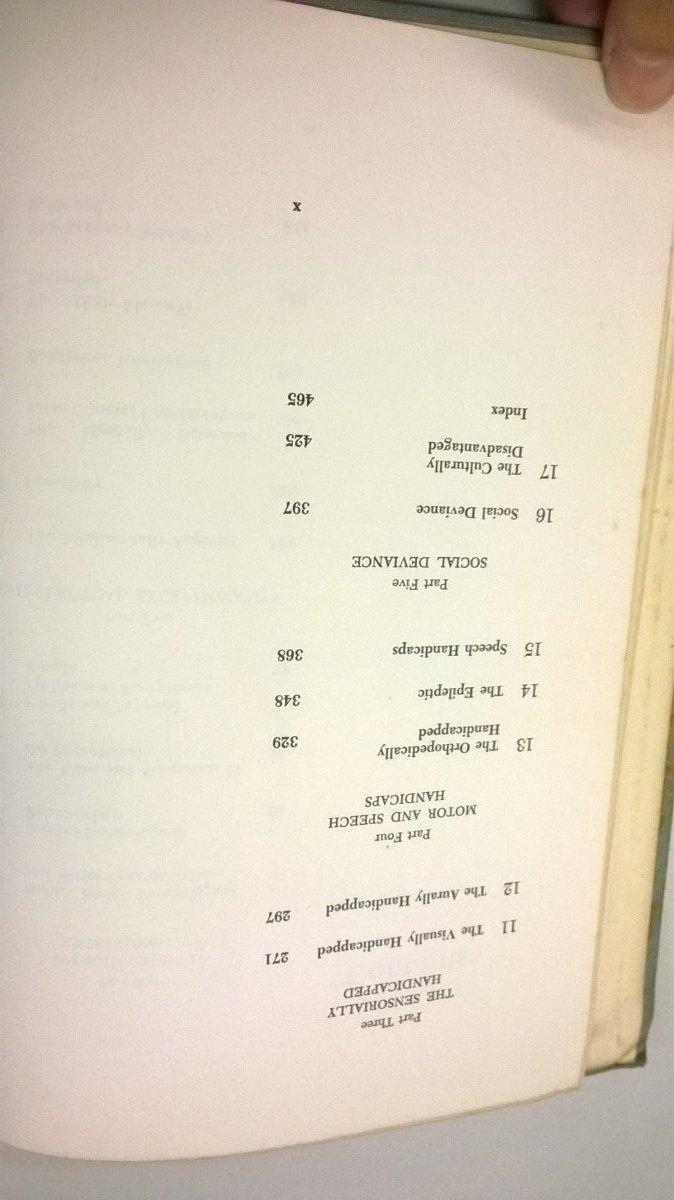 Part Three
THE SENSORIALLY
HANDICAPPED
11 The Visually Handicapped 271
12 The Aurally Handicapped 297
Part Four
MOTOR AND SPEECH
HANDICAPS
13 The Orthopedically
Handicapped 329
14 The Epileptic 348
15 Speech Handicaps 368
Part Five
SOCIAL DEVIANCE
16 Social Deviance 397
17 The Culturally
Disadvantaged 425
Index 465
x